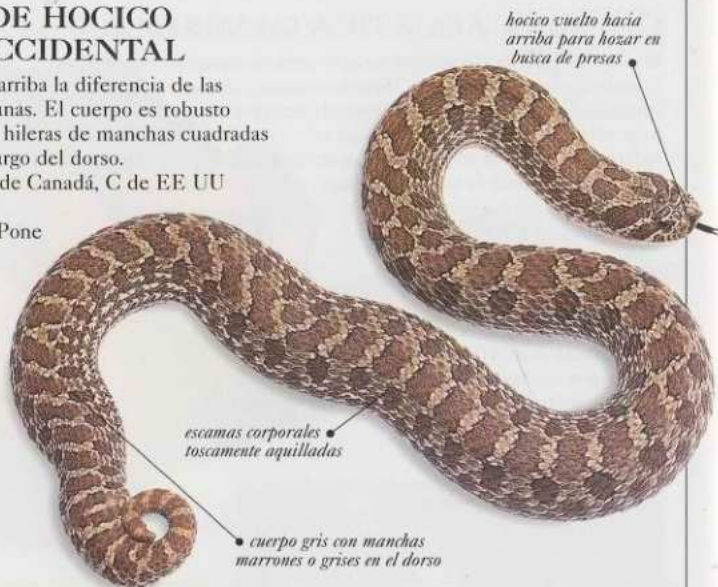 DE HOCICO
CCIDENTAL
arriba la diferencia de las
unas. El cuerpo es robusto
hileras de manchas cuadradas
argo del dorso.
de Canadá, C de EE UU
Pone
hocico vuelto hacia
arriba para hozar en
busca de presas
escamas corporales
toscamente aquilladas
cuerpo gris con manchas
marrones o grises en el dorso